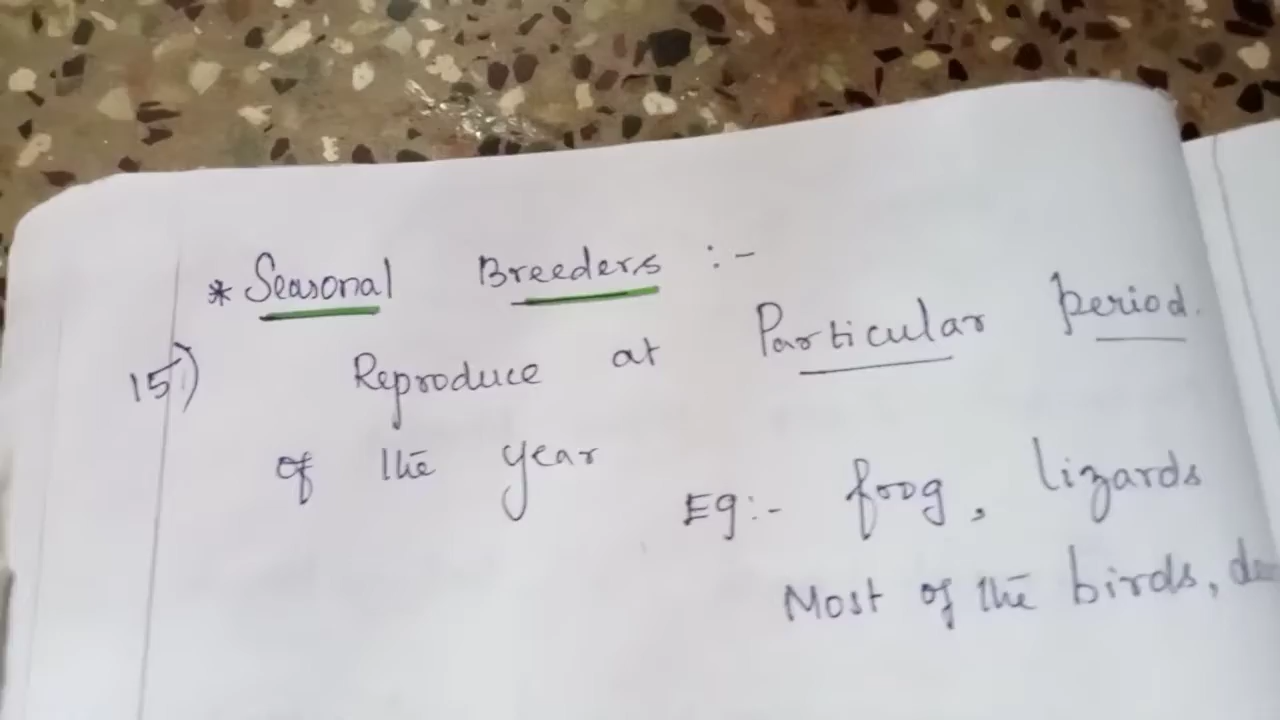 * Seasonal Breeders :-
15) Reproduce at Particular period.
of the year
Eg:- frog, lizards
Most of the birds,